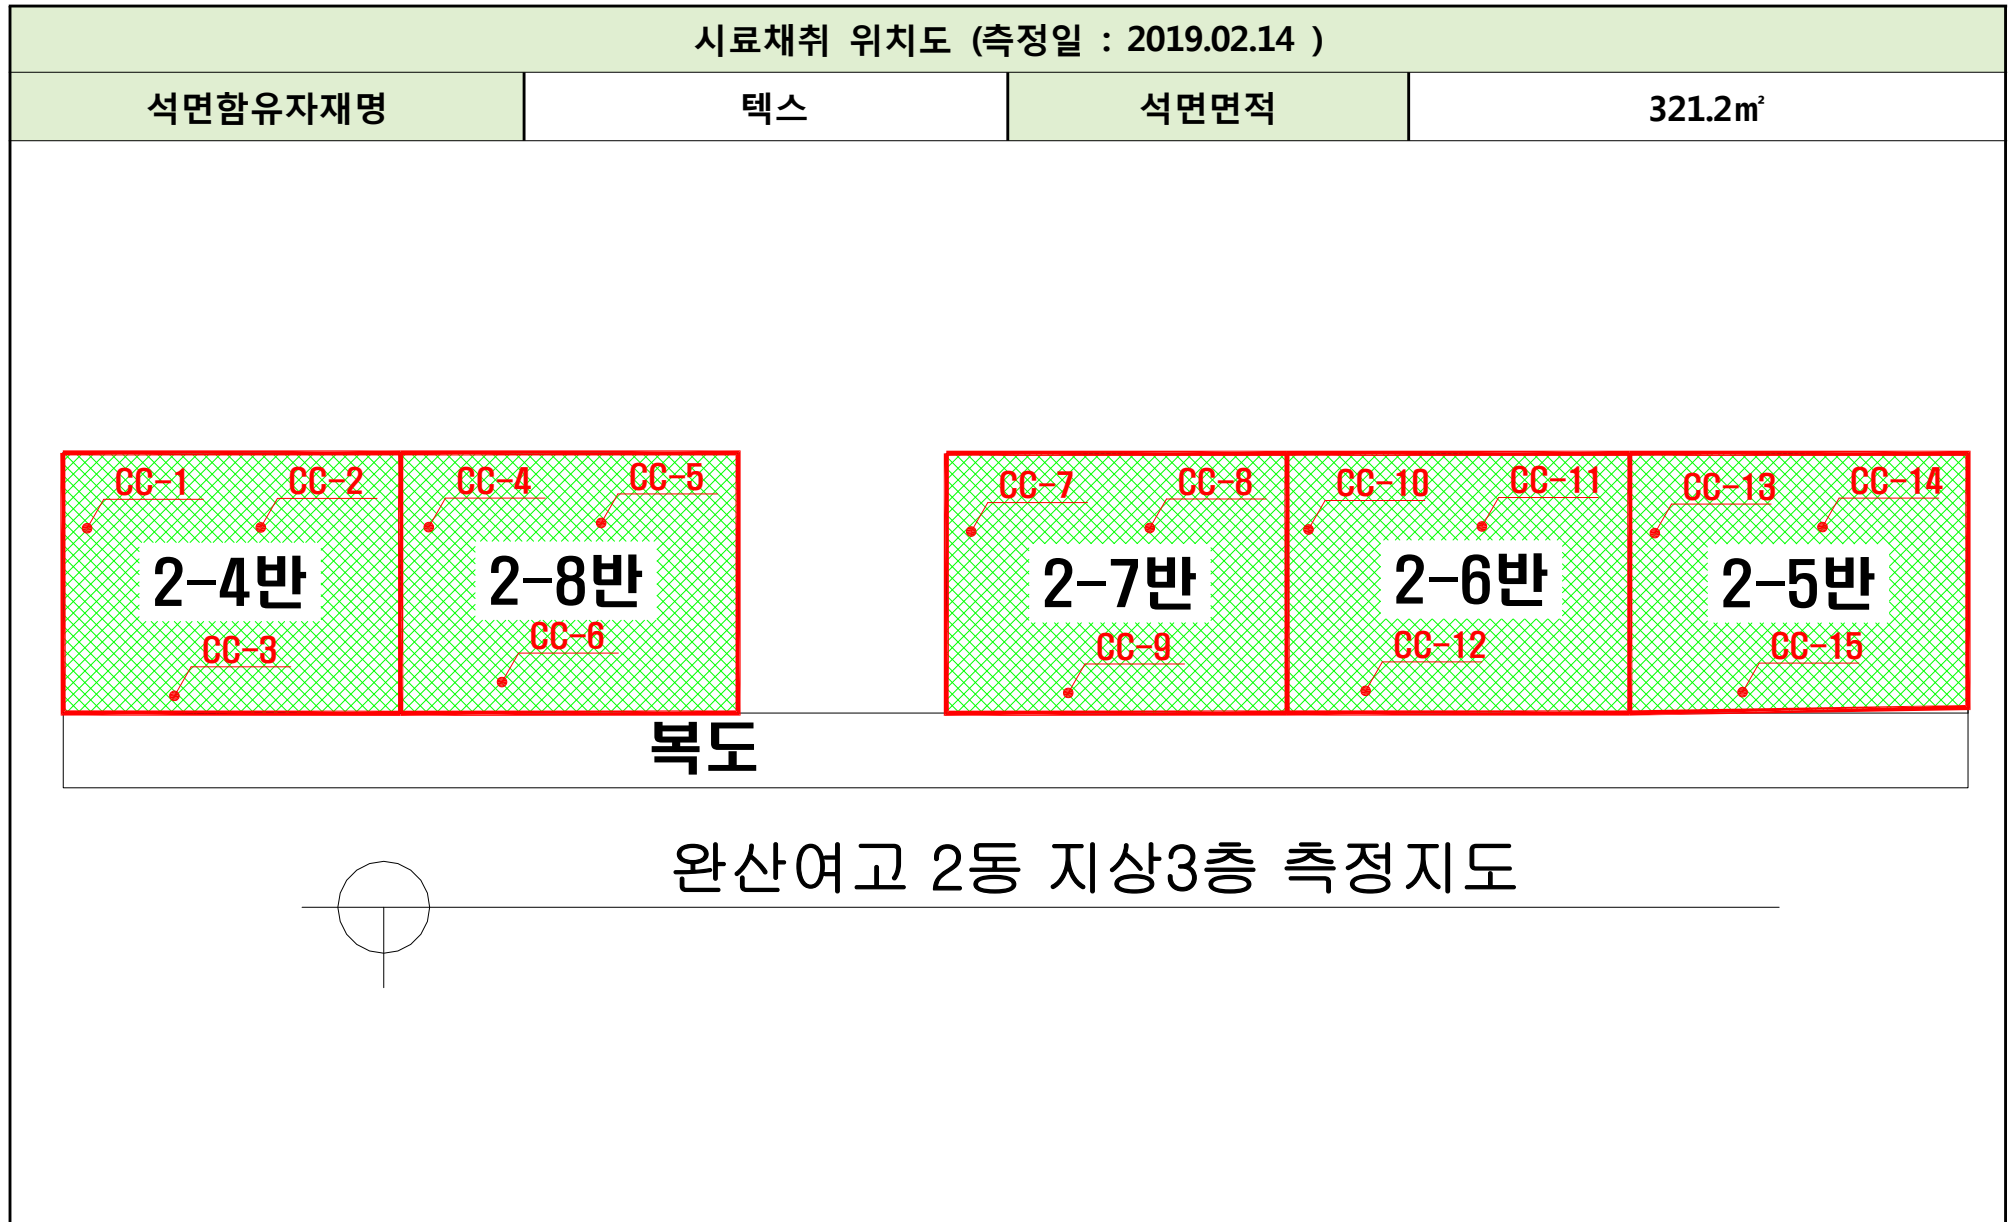 시료채취 위치도 (측정일 : 2019.02.14 )
석면함유자재명 텍스 석면면적 321.2㎡
CC-1 CC-2 CC-4 CC-5 CC-7 CC-8 CC-10 CC-11 CC-13 CC-14
2-4반 2-8반 2-7반 2-6반 2-5반
CC-3 CC-6 CC-9 CC-12 CC-15
복도
완산여고 2동 지상3층 측정지도